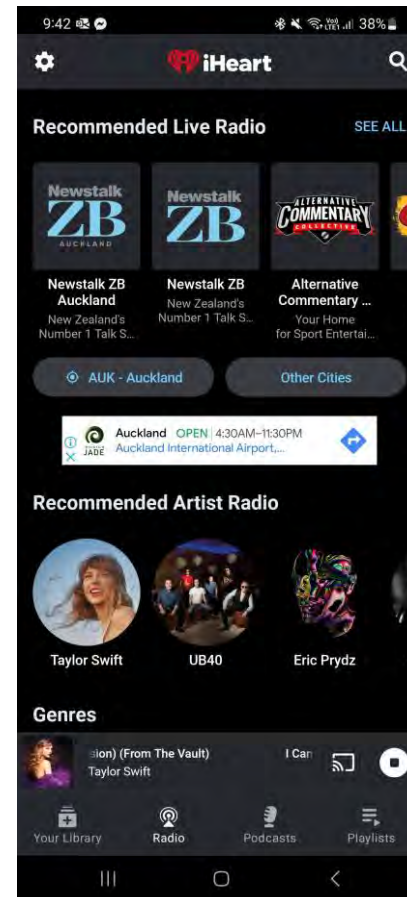 9:42
38%
iHeart
Recommended Live Radio
SEE ALL
Newstalk
ZB
AUCKLAND
Newstalk
ZB
ALTERNATIVE
COMMENTARY
COLLECTIVE
Newstalk ZB
Auckland
New Zealand's
Number 1 Talk S...
Newstalk ZB
New Zealand's
Number 1 Talk S...
Alternative
Commentary ...
Your Home
for Sport Entertai...
AUK - Auckland
Other Cities
JADE
Auckland OPEN 4:30AM–11:30PM
Auckland International Airport,...
Recommended Artist Radio
Taylor Swift
UB40
Eric Prydz
Genres
sion) (From The Vault) I Can
Taylor Swift
Your Library
Radio
Podcasts
Playlists